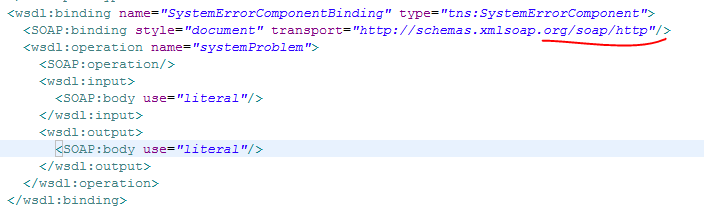 <wsdl:binding name="SystemErrorComponentBinding" type="tns:SystemErrorComponent">
<SOAP:binding style="document" transport="http://schemas.xmlsoap.org/soap/http"/>
<wsdl:operation name="systemProblem">
<SOAP:operation/>
<wsdl:input>
<SOAP:body use="literal"/>
</wsdl:input>
<wsdl:output>
<SOAP:body use="literal"/>
</wsdl:output>
</wsdl:operation>
</wsdl:binding>